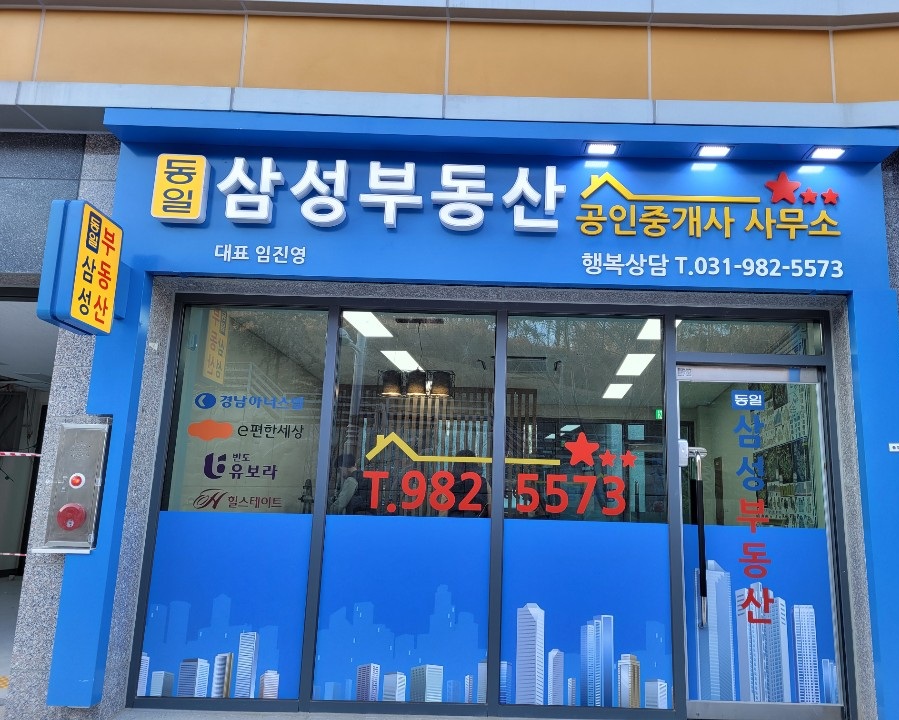 동일 삼성부동산 공인중개사 사무소
대표 임진영
행복상담 T.031-982-5573
동일삼성
부동산
경남아너스빌
e편한세상
반도
유보라
힐스테이트
T.982 5573
동일
삼성부동산